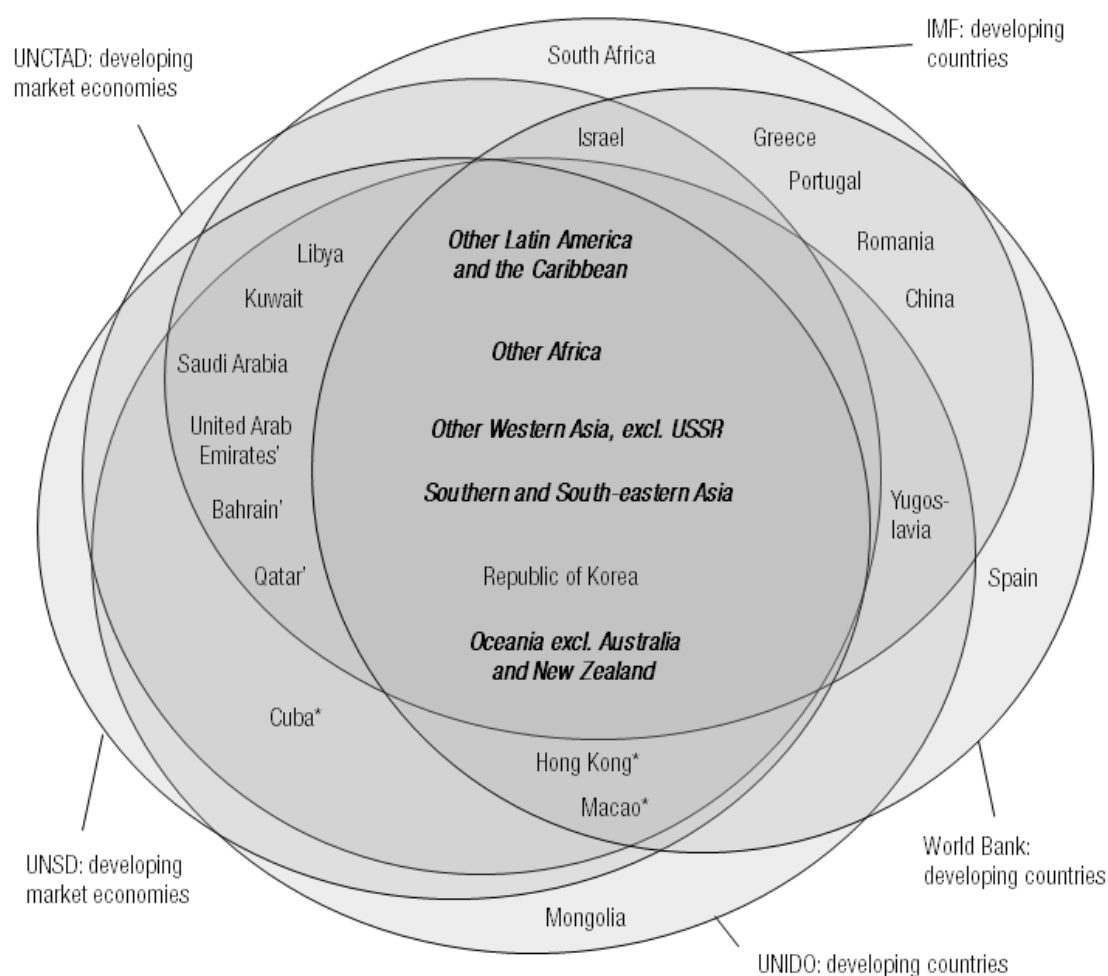 IMF: developing
countries
UNCTAD: developing
market economies
South Africa
Israel
Greece
Portugal
Other Latin America
and the Caribbean
Libya
Romania
Kuwait
China
Other Africa
Saudi Arabia
United Arab
Emirates’
Other Western Asia, excl. USSR
Southern and South-eastern Asia
Bahrain’
Yugos-
lavia
Qatar’
Republic of Korea
Spain
Oceania excl. Australia
and New Zealand
Cuba*
Hong Kong*
Macao*
UNSD: developing
market economies
World Bank:
developing countries
Mongolia
UNIDO: developing countries